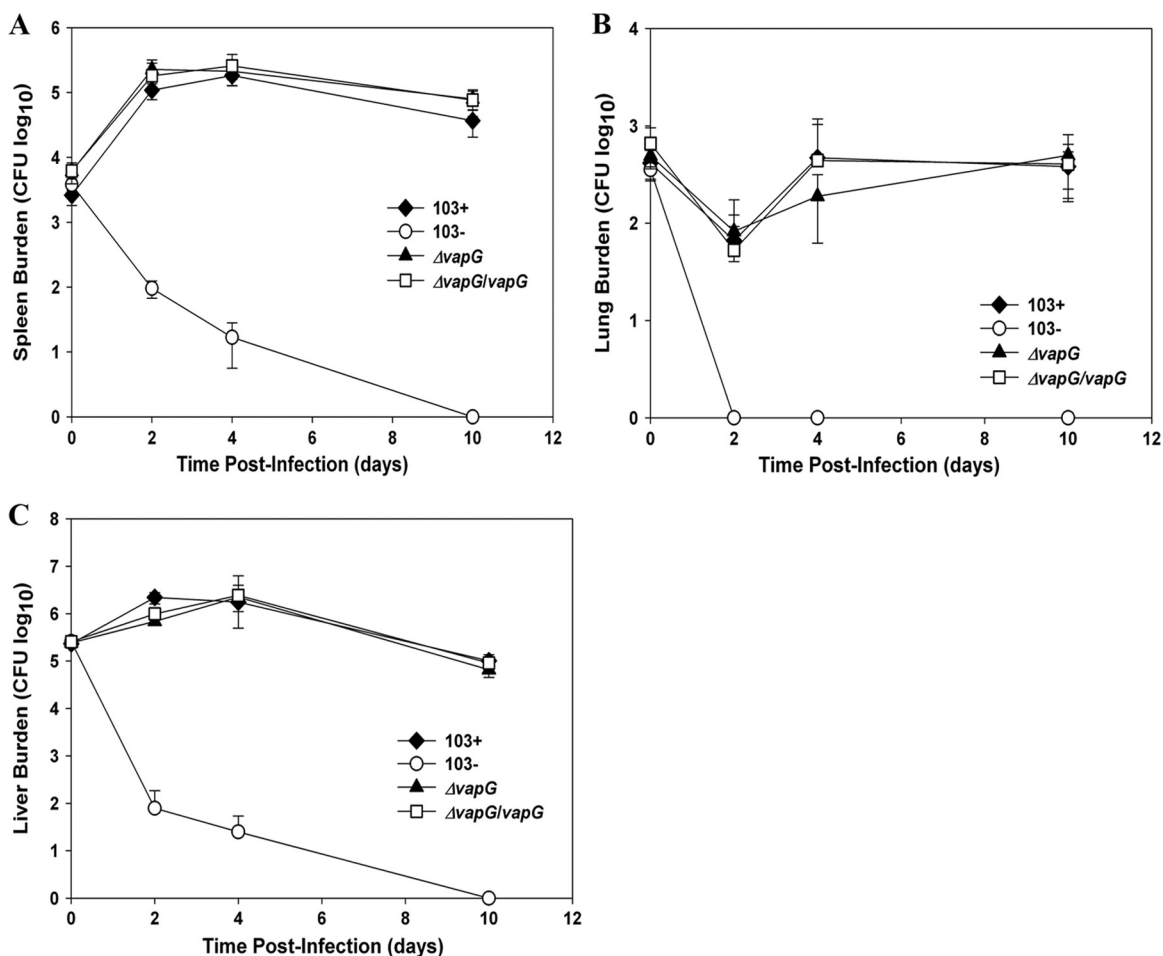 A
Spleen Burden (CFU log10)
6
5
4
3
2
1
0
103+
103-
ΔvapG
ΔvapG/vapG
0 2 4 6 8 10 12
Time Post-Infection (days)
B
Lung Burden (CFU log10)
4
3
2
1
0
103+
103-
ΔvapG
ΔvapG/vapG
0 2 4 6 8 10 12
Time Post-Infection (days)
C
Liver Burden (CFU log10)
8
7
6
5
4
3
2
1
0
103+
103-
ΔvapG
ΔvapG/vapG
0 2 4 6 8 10 12
Time Post-Infection (days)